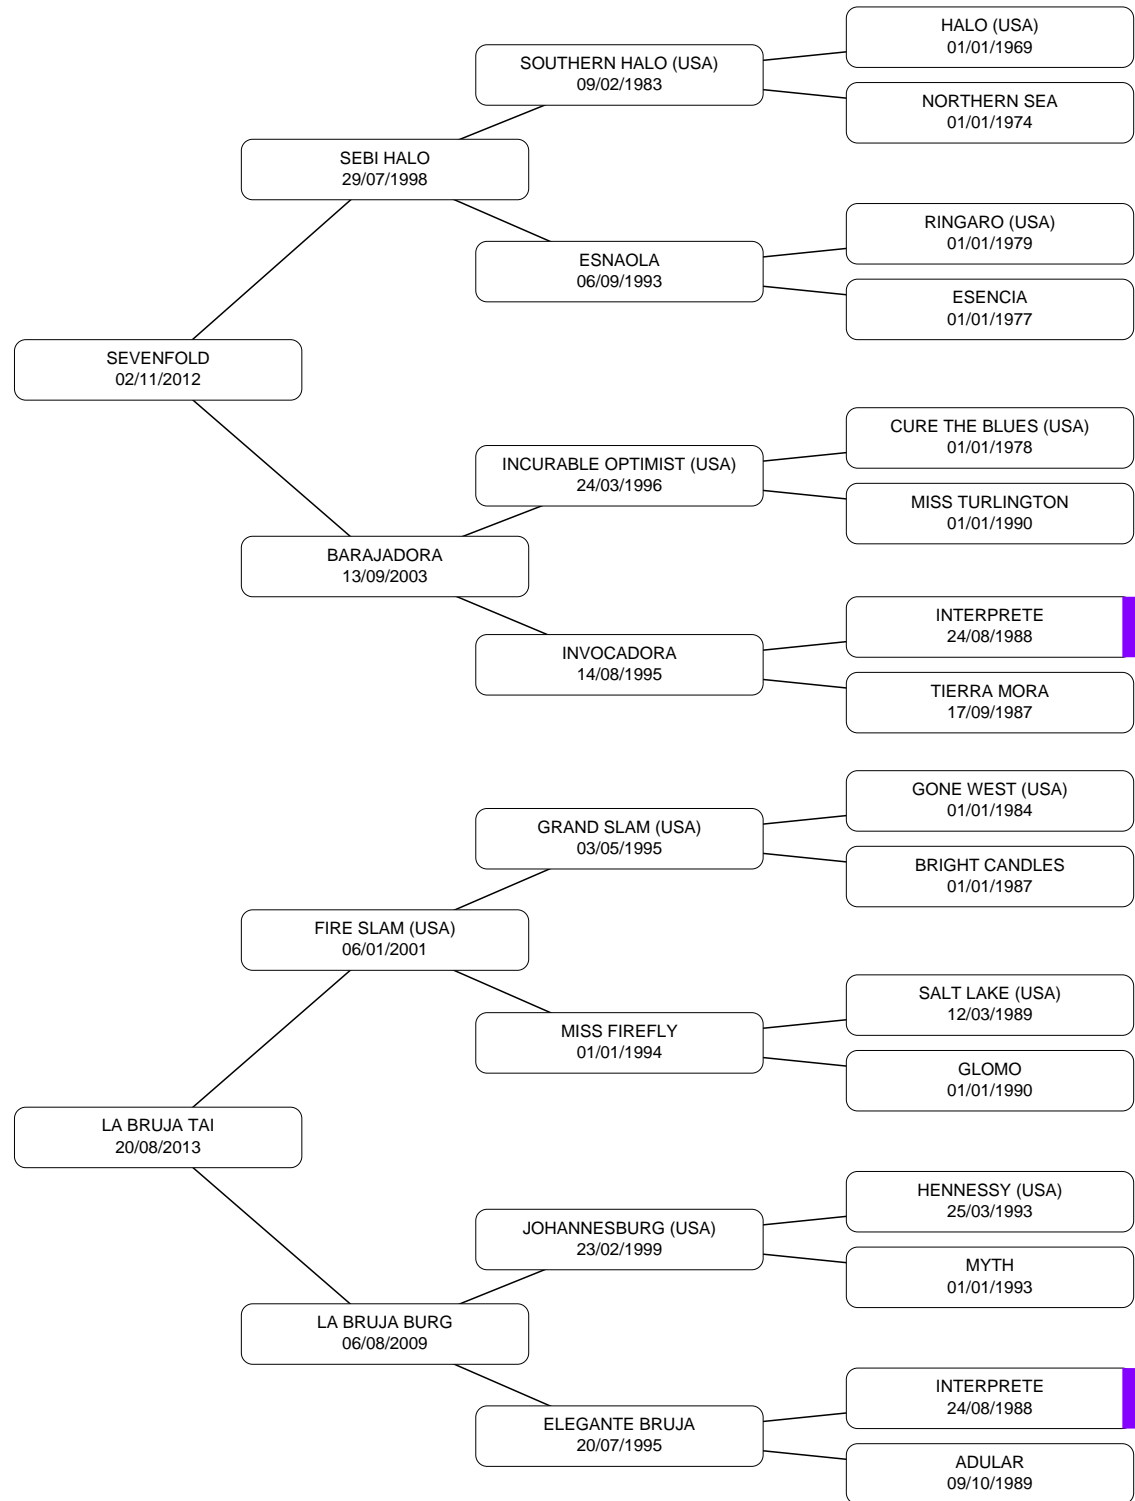 HALO (USA)
01/01/1969
SOUTHERN HALO (USA)
09/02/1983
NORTHERN SEA
01/01/1974
SEBI HALO
29/07/1998
RINGARO (USA)
01/01/1979
ESNAOLA
06/09/1993
ESENCIA
01/01/1977
SEVENFOLD
02/11/2012
CURE THE BLUES (USA)
01/01/1978
INCURABLE OPTIMIST (USA)
24/03/1996
MISS TURLINGTON
01/01/1990
BARAJADORA
13/09/2003
INTERPRETE
24/08/1988
INVOCADORA
14/08/1995
TIERRA MORA
17/09/1987
GONE WEST (USA)
01/01/1984
GRAND SLAM (USA)
03/05/1995
BRIGHT CANDLES
01/01/1987
FIRE SLAM (USA)
06/01/2001
SALT LAKE (USA)
12/03/1989
MISS FIREFLY
01/01/1994
GLOMO
01/01/1990
LA BRUJA TAI
20/08/2013
HENNESSY (USA)
25/03/1993
JOHANNESBURG (USA)
23/02/1999
MYTH
01/01/1993
LA BRUJA BURG
06/08/2009
INTERPRETE
24/08/1988
ELEGANTE BRUJA
20/07/1995
ADULAR
09/10/1989